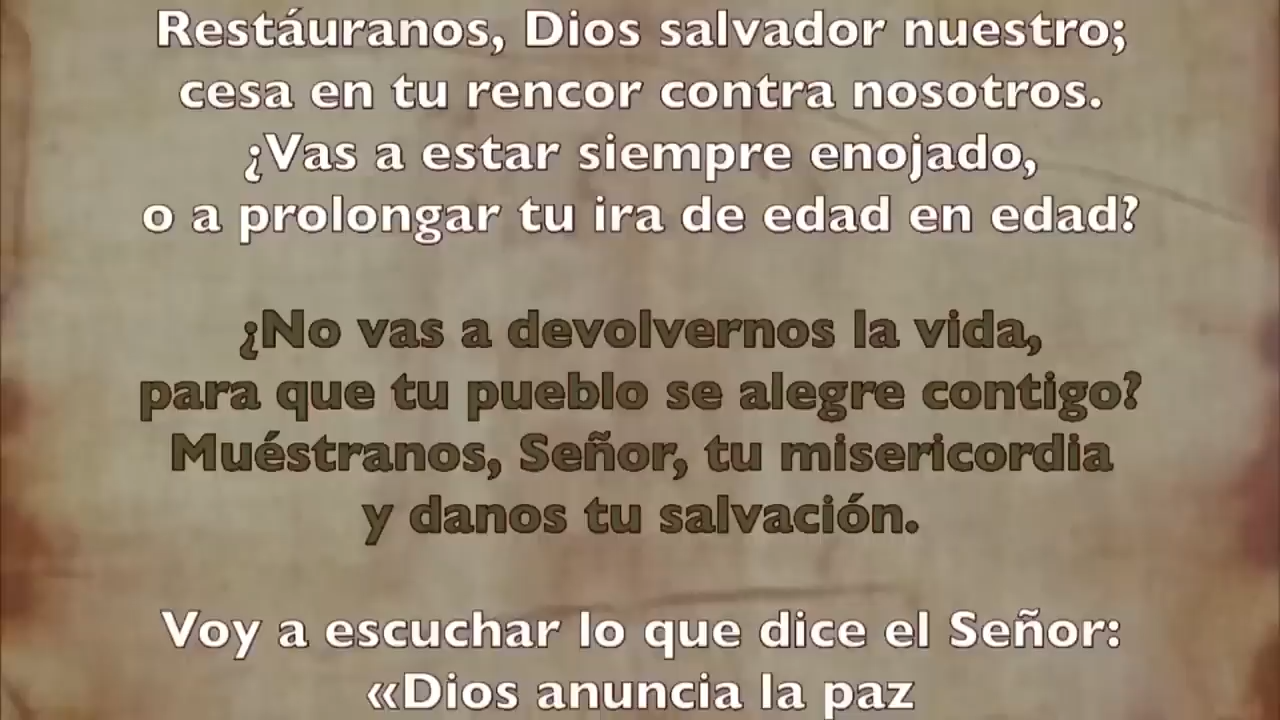 Restáuranos, Dios salvador nuestro;
cesa en tu rencor contra nosotros.
¿Vas a estar siempre enojado,
o a prolongar tu ira de edad en edad?
¿No vas a devolvernos la vida,
para que tu pueblo se alegre contigo?
Muéstranos, Señor, tu misericordia
y danos tu salvación.
Voy a escuchar lo que dice el Señor:
«Dios anuncia la paz